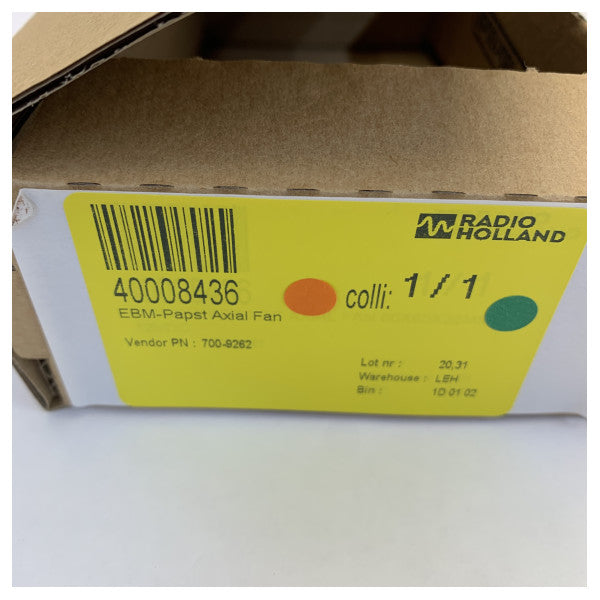 RADIO
HOLLAND
40008436
colli: 1 / 1
EBM-Papst Axial Fan
Vendor PN : 700-9262
Lot nr : 20,31
Warehouse : LEH
Bin : 1D 01 02